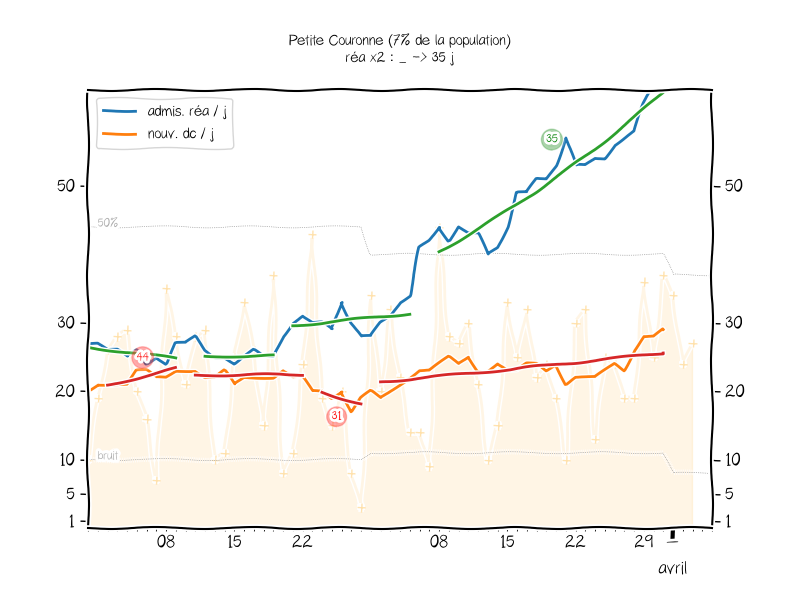 Petite Couronne (7% de la population)
réa x2 : _ -> 35 j
admis. réa / j
nouv. dc / j
50 50
50%
35
30 30
44
20 20
31
bruit
10 10
5 5
1 1
08 15 22 08 15 22 29 1
avril